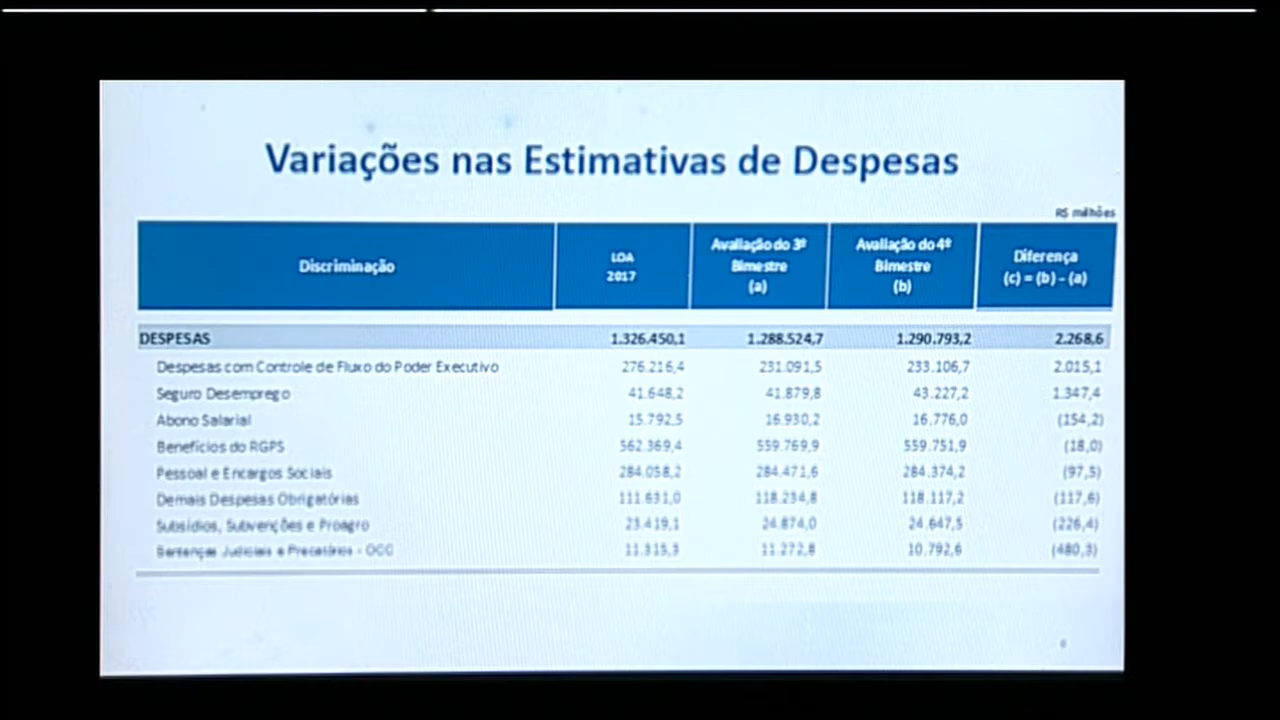 Variações nas Estimativas de Despesas
R$ milhões
Discriminação LOA 2017 Avaliação do 3º Bimestre (a) Avaliação do 4º Bimestre (b) Diferença (c) = (b) - (a)
DESPESAS 1.326.450,1 1.288.524,7 1.290.793,2 2.268,6
Despesas com Controle de Fluxo do Poder Executivo 276.216,4 231.091,5 233.106,7 2.015,1
Seguro Desemprego 41.648,2 41.879,8 43.227,2 1.347,4
Abono Salarial 15.792,5 16.930,2 16.776,0 (154,2)
Benefícios do RGPS 562.369,4 559.769,9 559.751,9 (18,0)
Pessoal e Encargos Sociais 284.058,2 284.471,6 284.374,2 (97,5)
Demais Despesas Obrigatórias 111.631,0 118.234,8 118.117,2 (117,6)
Subsídios, Subvenções e Proagro 23.419,1 24.874,0 24.647,5 (226,4)
Sentenças Judiciais e Precatórios - OCC 11.315,3 11.272,8 10.792,6 (480,3)